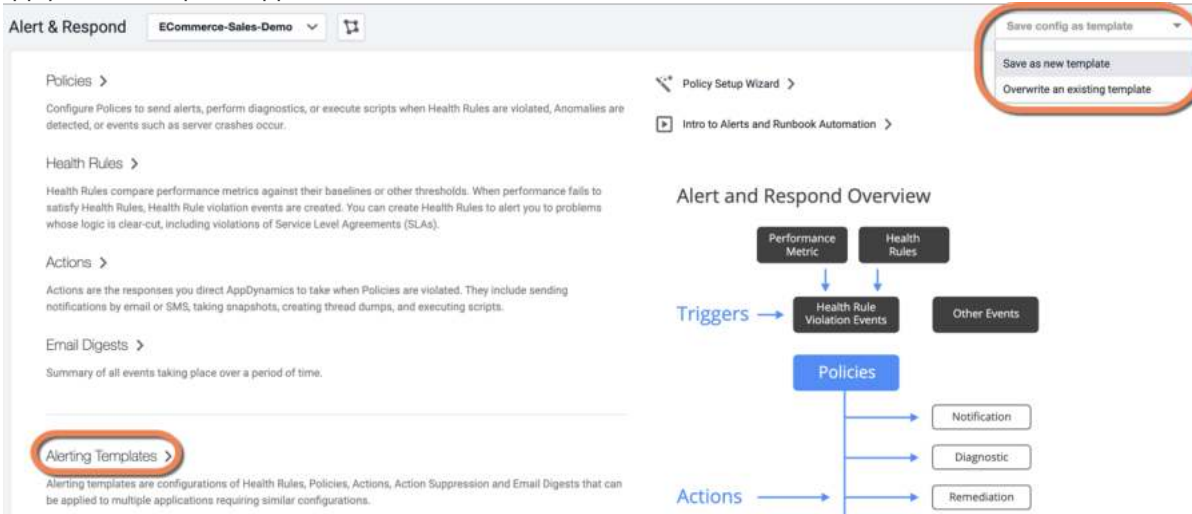 Alert & Respond
ECommerce-Sales-Demo
Save config as template
Save as new template
Overwrite an existing template
Policies >
Configure Polices to send alerts, perform diagnostics, or execute scripts when Health Rules are violated, Anomalies are
detected, or events such as server crashes occur.
Health Rules >
Health Rules compare performance metrics against their baselines or other thresholds. When performance fails to
satisfy Health Rules, Health Rule violation events are created. You can create Health Rules to alert you to problems
whose logic is clear-cut, including violations of Service Level Agreements (SLAs).
Actions >
Actions are the responses you direct AppDynamics to take when Policies are violated. They include sending
notifications by email or SMS, taking snapshots, creating thread dumps, and executing scripts.
Email Digests >
Summary of all events taking place over a period of time.
Alerting Templates >
Alerting templates are configurations of Health Rules, Policies, Actions, Action Suppression and Email Digests that can
be applied to multiple applications requiring similar configurations.
Policy Setup Wizard >
Intro to Alerts and Runbook Automation >
Alert and Respond Overview
Performance
Metric
Health
Rules
Triggers
Health Rule
Violation Events
Other Events
Policies
Notification
Diagnostic
Actions
Remediation